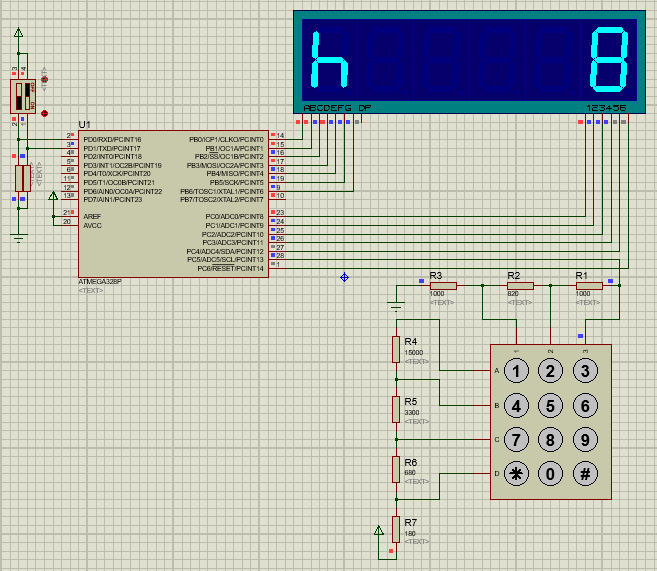 h 8
ABCDEFG DP
123456
U1
2 PD0/RXD/PCINT16
3 PD1/TXD/PCINT17
4 PD2/INT0/PCINT18
5 PD3/INT1/OC2B/PCINT19
6 PD4/T0/XCK/PCINT20
11 PD5/T1/OC0B/PCINT21
12 PD6/AIN0/OC0A/PCINT22
13 PD7/AIN1/PCINT23
21 AREF
20 AVCC
PB0/ICP1/CLKO/PCINT0 14
PB1/OC1A/PCINT1 15
PB2/SS/OC1B/PCINT2 16
PB3/MOSI/OC2A/PCINT3 17
PB4/MISO/PCINT4 18
PB5/SCK/PCINT5 19
PB6/TOSC1/XTAL1/PCINT6 9
PB7/TOSC2/XTAL2/PCINT7 10
PC0/ADC0/PCINT8 23
PC1/ADC1/PCINT9 24
PC2/ADC2/PCINT10 25
PC3/ADC3/PCINT11 26
PC4/ADC4/SDA/PCINT12 27
PC5/ADC5/SCL/PCINT13 28
PC6/RESET/PCINT14 1
ATMEGA328P
<TEXT>
R3
1000
<TEXT>
R2
820
<TEXT>
R1
1000
<TEXT>
R4
15000
<TEXT>
R5
3300
<TEXT>
R6
680
<TEXT>
R7
180
<TEXT>
1 2 3
A 1 2 3
B 4 5 6
C 7 8 9
D * 0 #